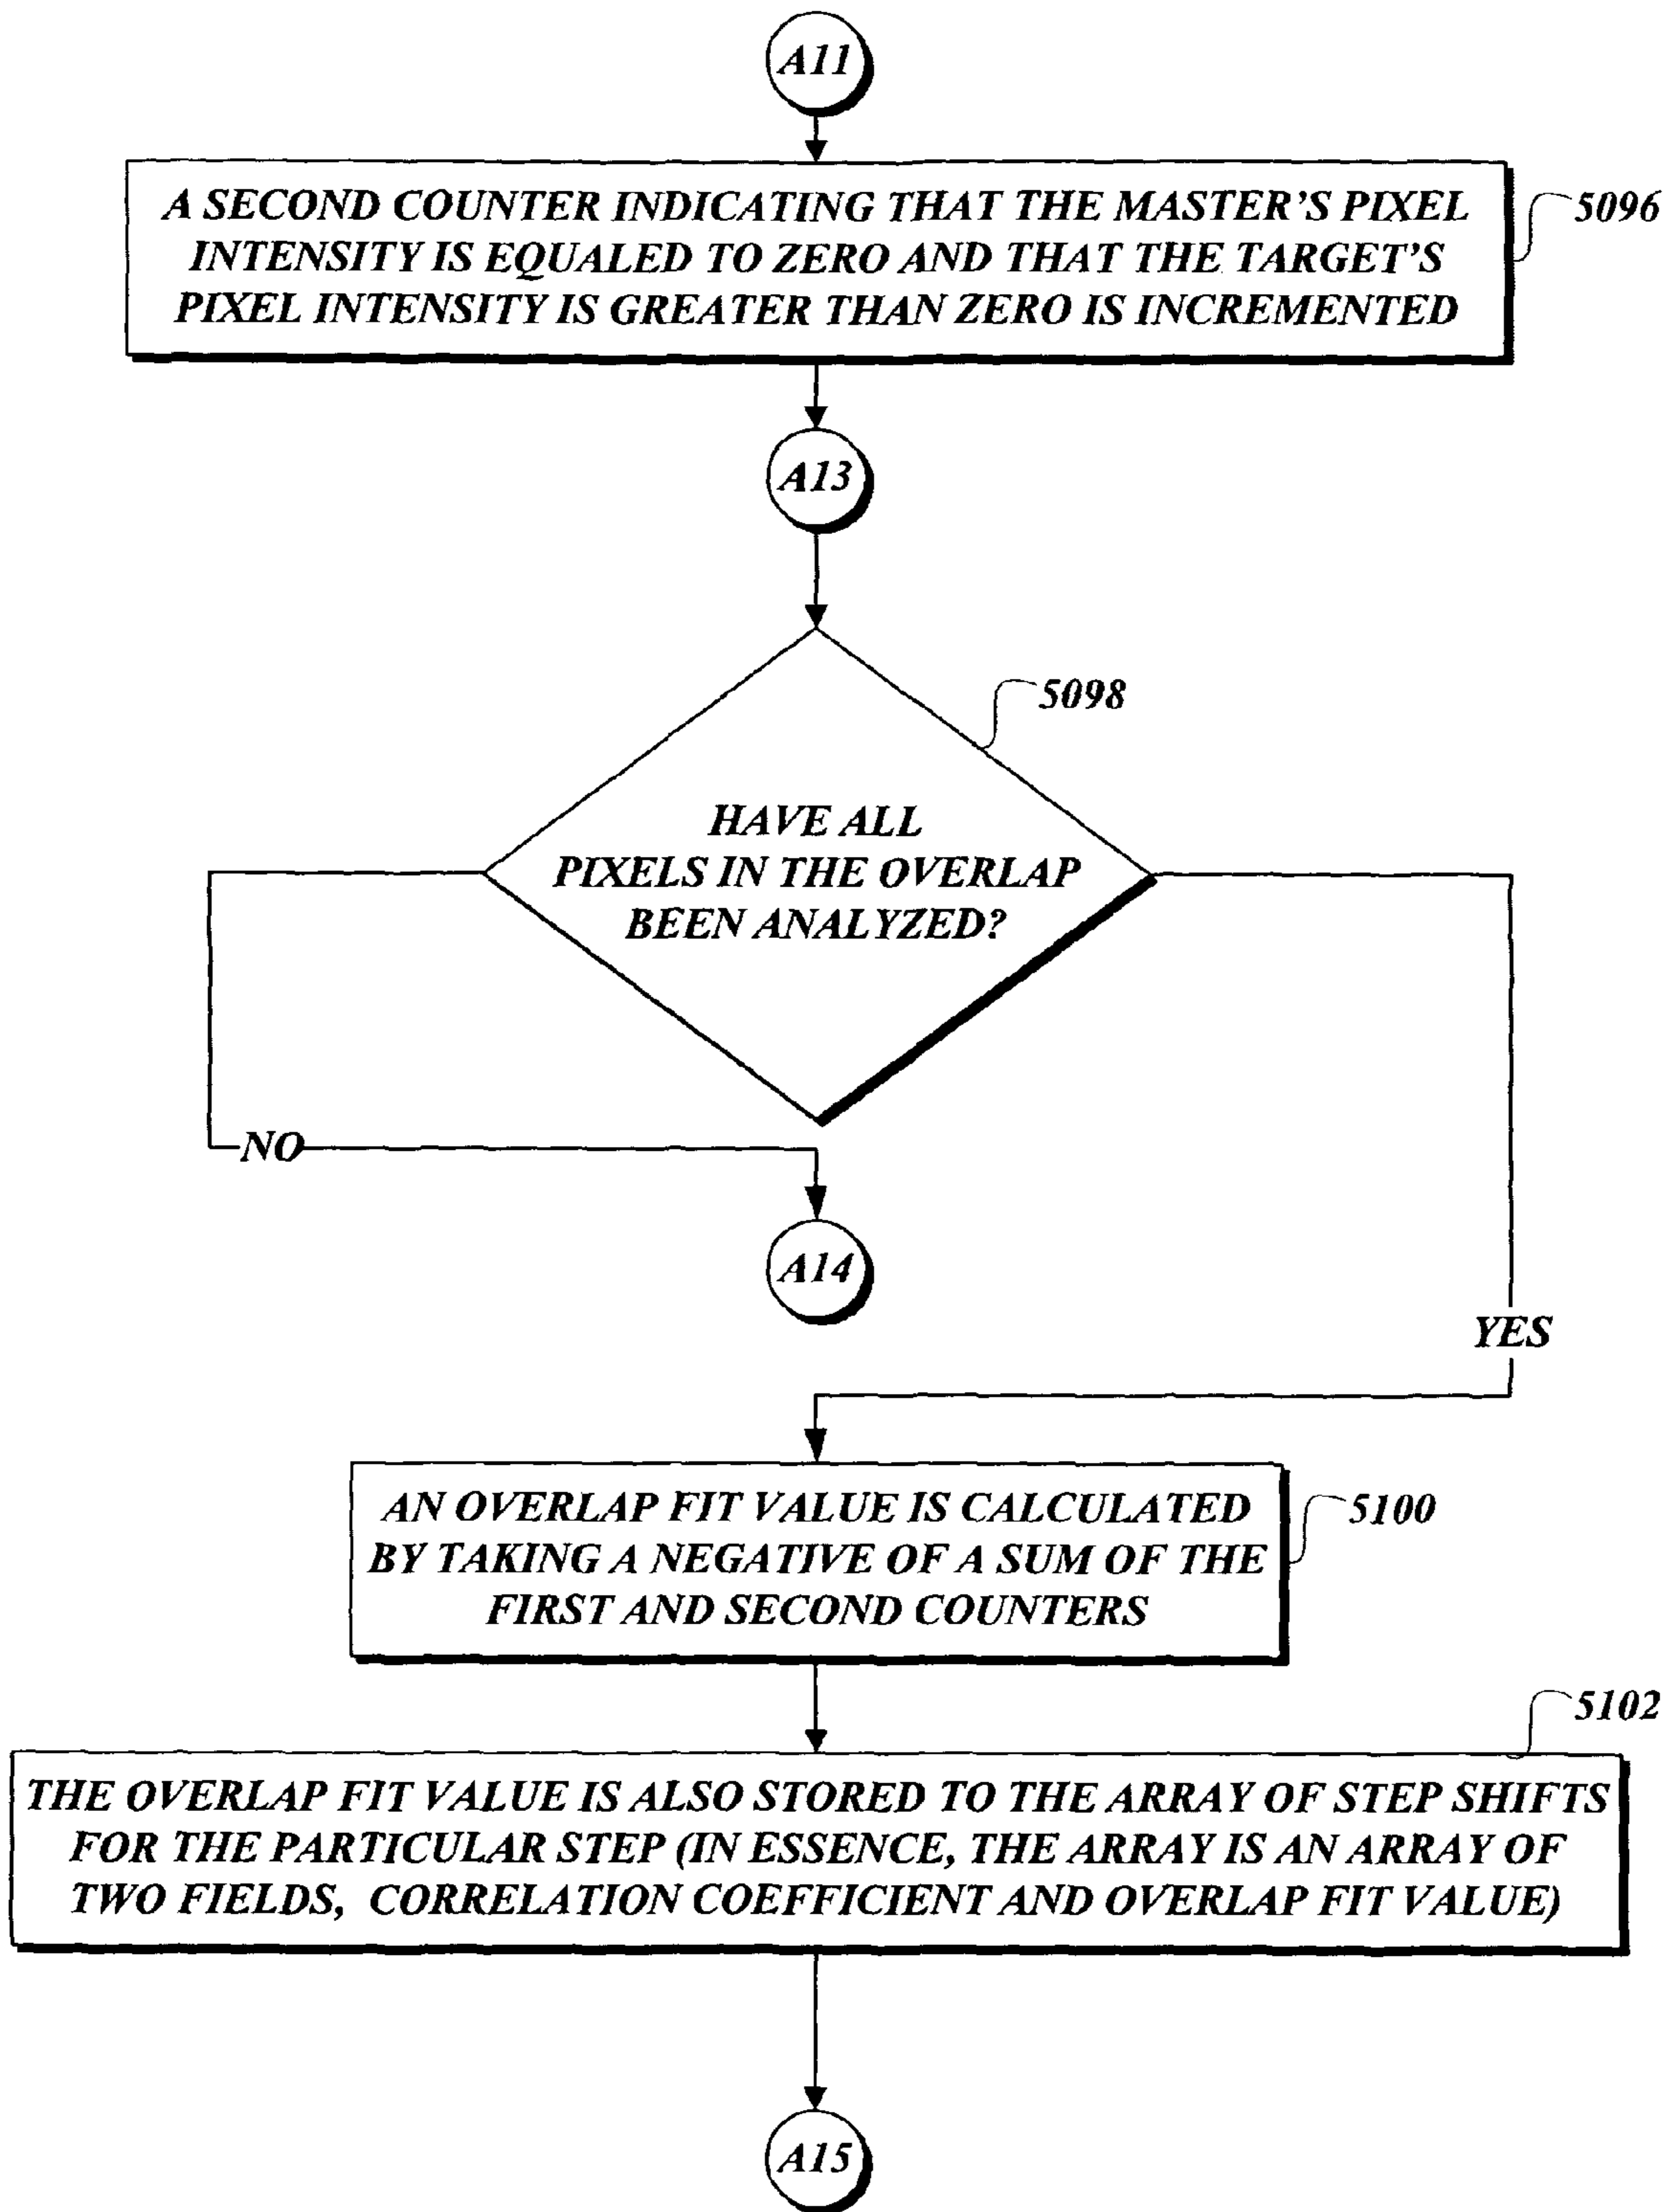 A11
A SECOND COUNTER INDICATING THAT THE MASTER'S PIXEL
INTENSITY IS EQUALED TO ZERO AND THAT THE TARGET'S
PIXEL INTENSITY IS GREATER THAN ZERO IS INCREMENTED
5096
A13
5098
HAVE ALL
PIXELS IN THE OVERLAP
BEEN ANALYZED?
NO
A14
YES
AN OVERLAP FIT VALUE IS CALCULATED
BY TAKING A NEGATIVE OF A SUM OF THE
FIRST AND SECOND COUNTERS
5100
5102
THE OVERLAP FIT VALUE IS ALSO STORED TO THE ARRAY OF STEP SHIFTS
FOR THE PARTICULAR STEP (IN ESSENCE, THE ARRAY IS AN ARRAY OF
TWO FIELDS, CORRELATION COEFFICIENT AND OVERLAP FIT VALUE)
A15